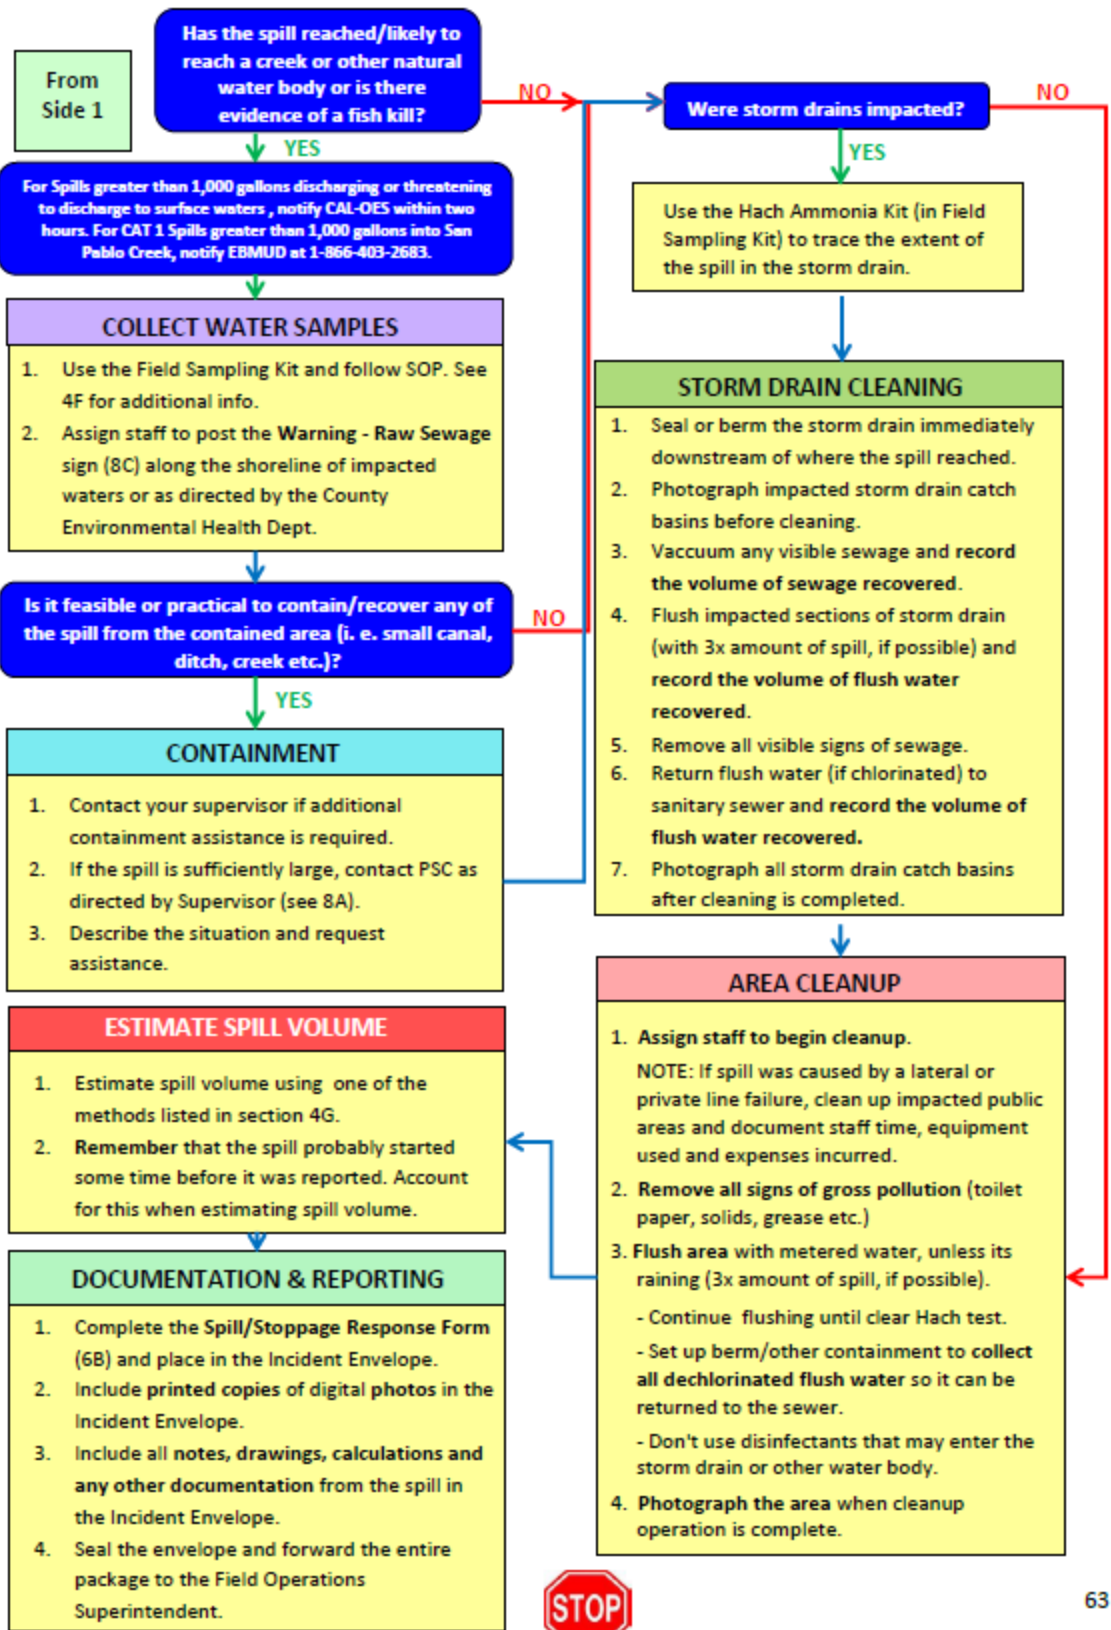 From
Side 1
Has the spill reached/likely to
reach a creek or other natural
water body or is there
evidence of a fish kill?
NO
YES
For Spills greater than 1,000 gallons discharging or threatening
to discharge to surface waters , notify CAL-OES within two
hours. For CAT 1 Spills greater than 1,000 gallons into San
Pablo Creek, notify EBMUD at 1-866-403-2683.
COLLECT WATER SAMPLES
1. Use the Field Sampling Kit and follow SOP. See
4F for additional info.
2. Assign staff to post the Warning - Raw Sewage
sign (8C) along the shoreline of impacted
waters or as directed by the County
Environmental Health Dept.
Is it feasible or practical to contain/recover any of
the spill from the contained area (i. e. small canal,
ditch, creek etc.)?
NO
YES
CONTAINMENT
1. Contact your supervisor if additional
containment assistance is required.
2. If the spill is sufficiently large, contact PSC as
directed by Supervisor (see 8A).
3. Describe the situation and request
assistance.
Were storm drains impacted?
NO
YES
Use the Hach Ammonia Kit (in Field
Sampling Kit) to trace the extent of
the spill in the storm drain.
STORM DRAIN CLEANING
1. Seal or berm the storm drain immediately
downstream of where the spill reached.
2. Photograph impacted storm drain catch
basins before cleaning.
3. Vaccuum any visible sewage and record
the volume of sewage recovered.
4. Flush impacted sections of storm drain
(with 3x amount of spill, if possible) and
record the volume of flush water
recovered.
5. Remove all visible signs of sewage.
6. Return flush water (if chlorinated) to
sanitary sewer and record the volume of
flush water recovered.
7. Photograph all storm drain catch basins
after cleaning is completed.
AREA CLEANUP
1. Assign staff to begin cleanup.
NOTE: If spill was caused by a lateral or
private line failure, clean up impacted public
areas and document staff time, equipment
used and expenses incurred.
2. Remove all signs of gross pollution (toilet
paper, solids, grease etc.)
3. Flush area with metered water, unless its
raining (3x amount of spill, if possible).
- Continue flushing until clear Hach test.
- Set up berm/other containment to collect
all dechlorinated flush water so it can be
returned to the sewer.
- Don't use disinfectants that may enter the
storm drain or other water body.
4. Photograph the area when cleanup
operation is complete.
ESTIMATE SPILL VOLUME
1. Estimate spill volume using one of the
methods listed in section 4G.
2. Remember that the spill probably started
some time before it was reported. Account
for this when estimating spill volume.
DOCUMENTATION & REPORTING
1. Complete the Spill/Stoppage Response Form
(6B) and place in the Incident Envelope.
2. Include printed copies of digital photos in the
Incident Envelope.
3. Include all notes, drawings, calculations and
any other documentation from the spill in
the Incident Envelope.
4. Seal the envelope and forward the entire
package to the Field Operations
Superintendent.
STOP
63